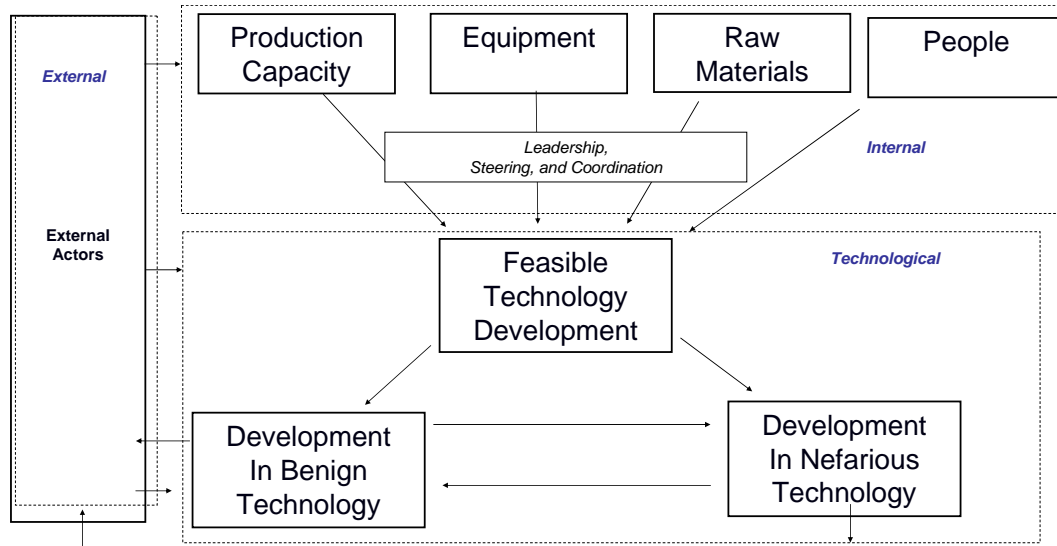 External
External
Actors
Production
Capacity
Equipment
Raw
Materials
People
Leadership,
Steering, and Coordination
Internal
Technological
Feasible
Technology
Development
Development
In Benign
Technology
Development
In Nefarious
Technology